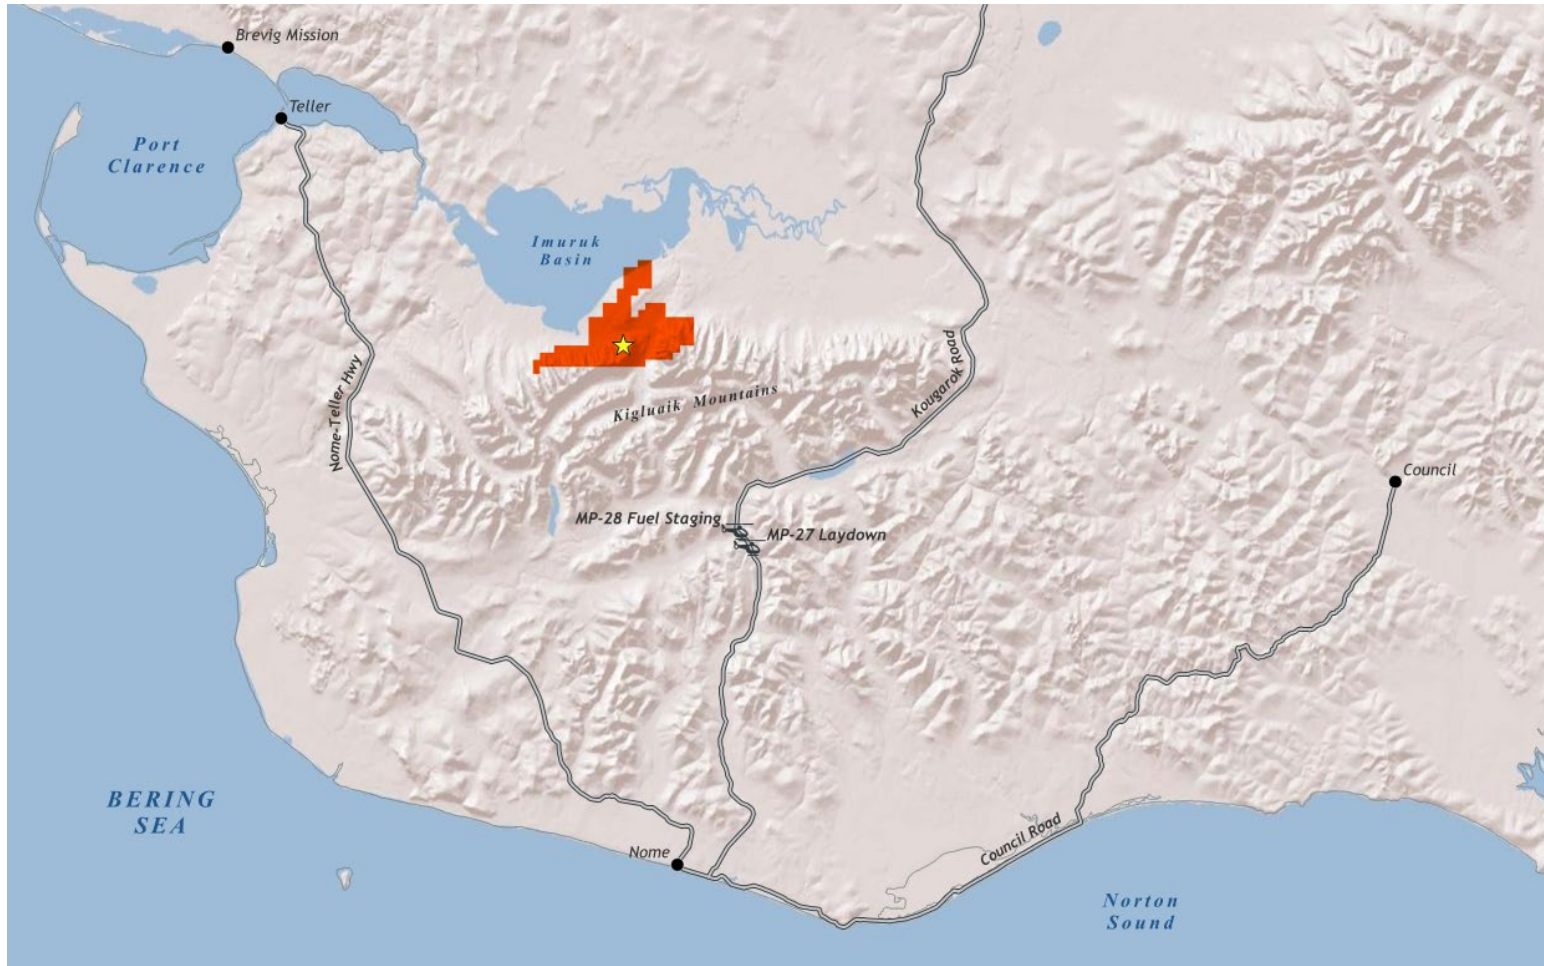 Brevig Mission
Teller
Port
Clarence
Imuruk
Basin
Nome-Teller Hwy
Kigluaik Mountains
Kougarok Road
Council
MP-28 Fuel Staging
MP-27 Laydown
BERING
SEA
Nome
Council Road
Norton
Sound